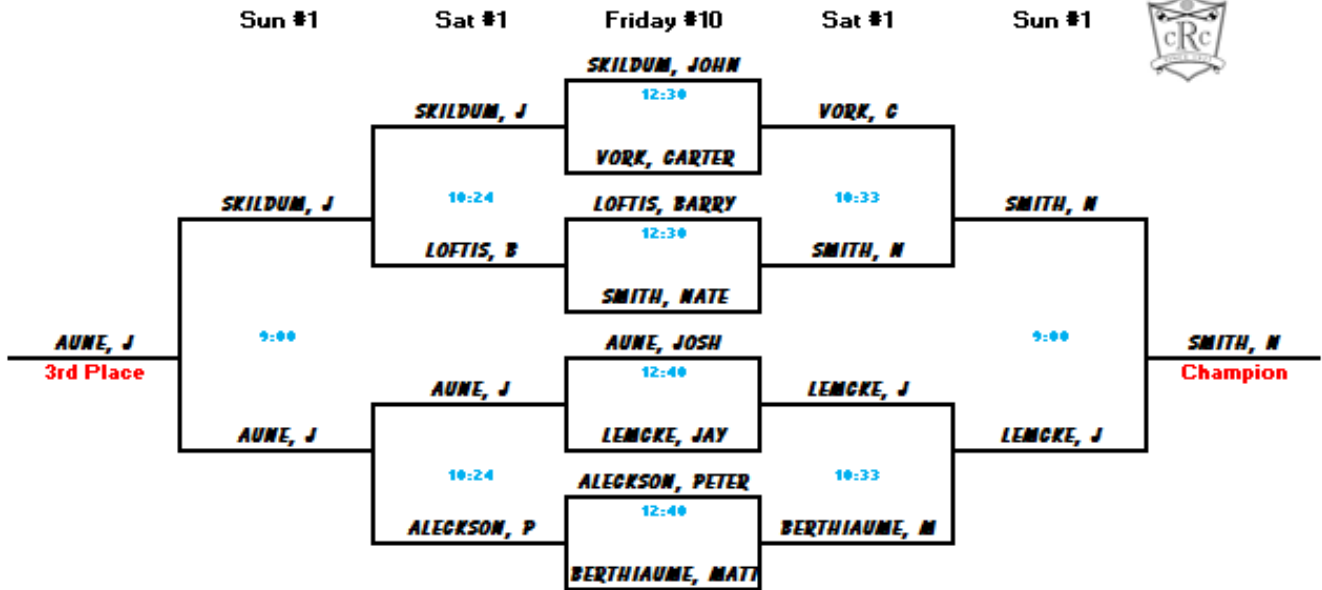 Sun #1 Sat #1 Friday #10 Sat #1 Sun #1
cRc
SKILDUM, JOHN
12:30
SKILDUM, J VORK, C
VORK, CARTER
SKILDUM, J 10:24 LOFTIS, BARRY 10:33 SMITH, N
12:30
LOFTIS, B SMITH, N
SMITH, NATE
AUNE, J 9:00 AUNE, JOSH 9:00 SMITH, N
3rd Place 12:40 Champion
AUNE, J LEMCKE, J
AUNE, J LEMCKE, JAY LEMCKE, J
10:24 ALECKSON, PETER 10:33
12:40
ALECKSON, P BERTHIAUME, M
BERTHIAUME, MATT